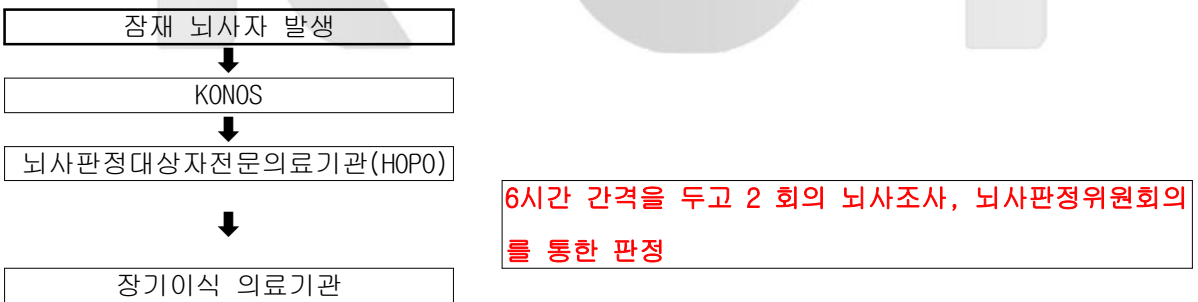 잠재 뇌사자 발생
KONOS
뇌사판정대상자전문의료기관(HOPO)
6시간 간격을 두고 2 회의 뇌사조사, 뇌사판정위원회의
를 통한 판정
장기이식 의료기관